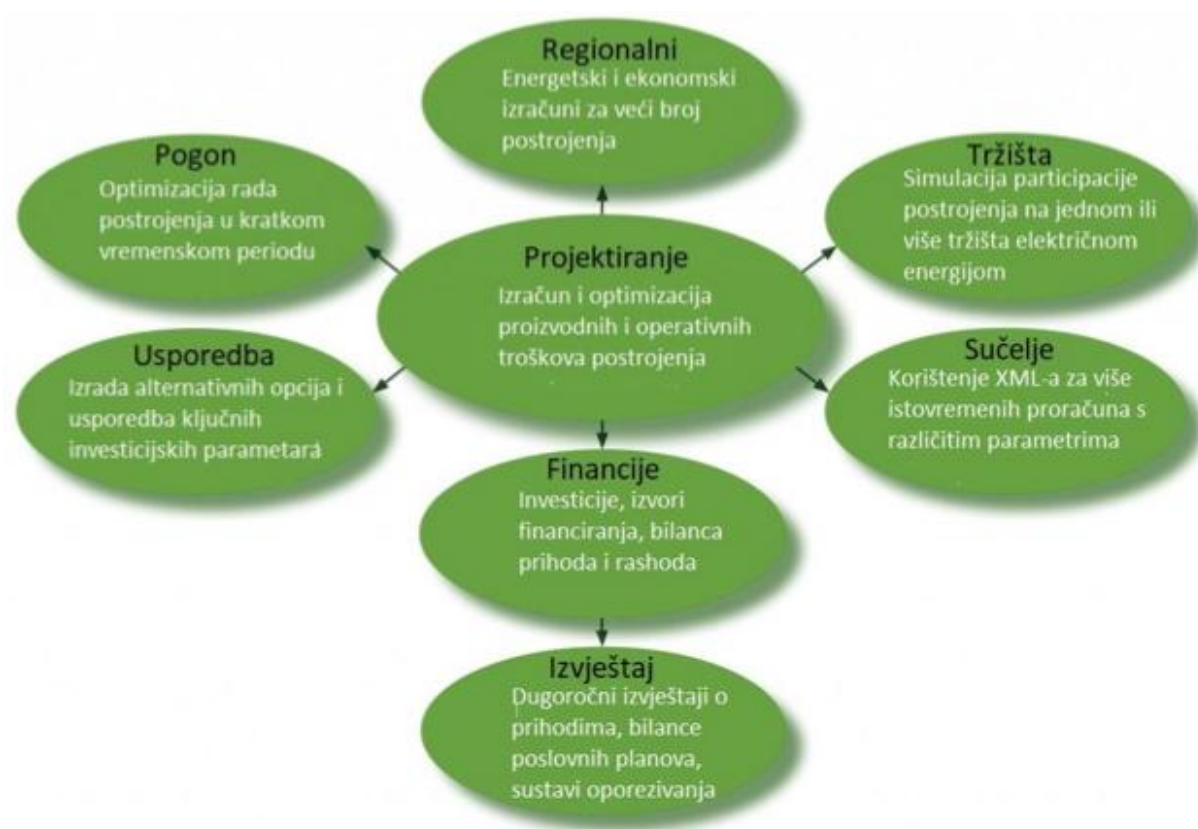 Regionalni
Energetski i ekonomski
izračuni za veći broj
postrojenja
Pogon
Optimizacija rada
postrojenja u kratkom
vremenskom periodu
Tržišta
Simulacija participacije
postrojenja na jednom ili
više tržišta električnom
energijom
Projektiranje
Izračun i optimizacija
proizvodnih i operativnih
troškova postrojenja
Usporedba
Izrada alternativnih opcija i
usporedba ključnih
investicijskih parametara
Sučelje
Korištenje XML-a za više
istovremenih proračuna s
različitim parametrima
Financije
Investicije, izvori
financiranja, bilanca
prihoda i rashoda
Izvještaj
Dugoročni izvještaji o
prihodima, bilance
poslovnih planova,
sustavi oporezivanja